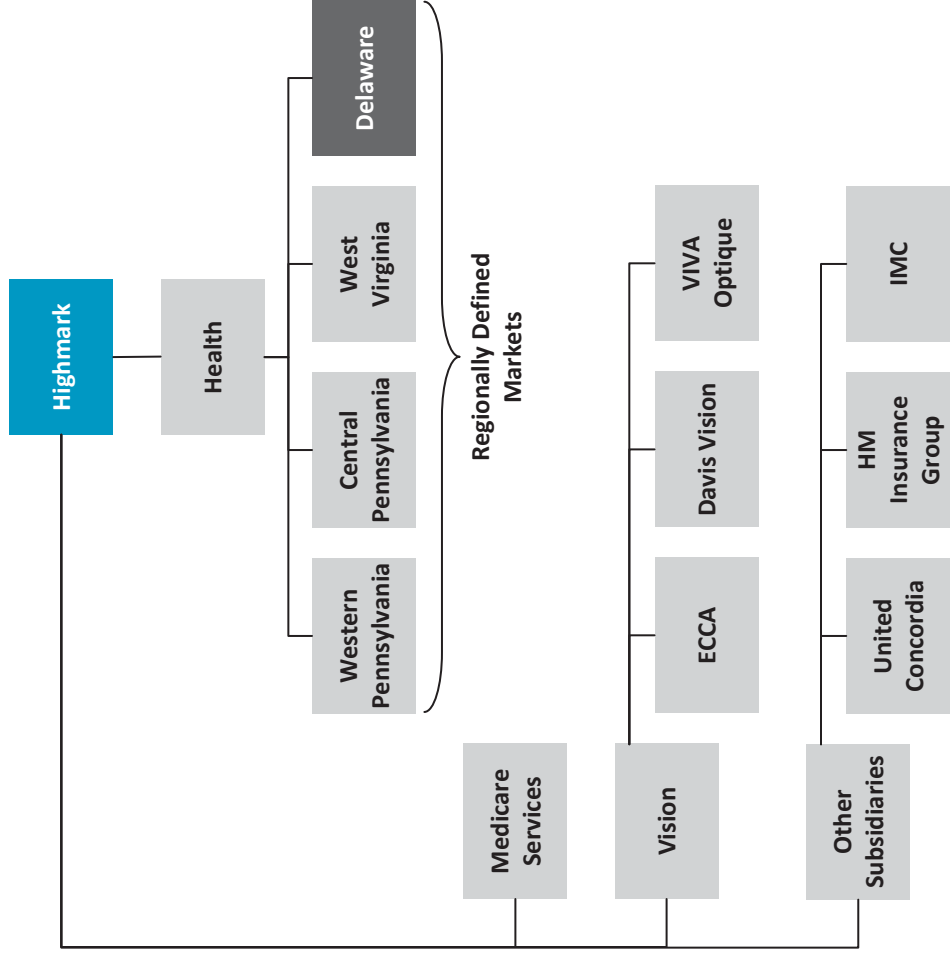 Highmark
Health
Western
Pennsylvania
Central
Pennsylvania
West
Virginia
Delaware
Regionally Defined
Markets
Medicare
Services
Vision
ECCA
Davis Vision
VIVA
Optique
Other
Subsidiaries
United
Concordia
HM
Insurance
Group
IMC